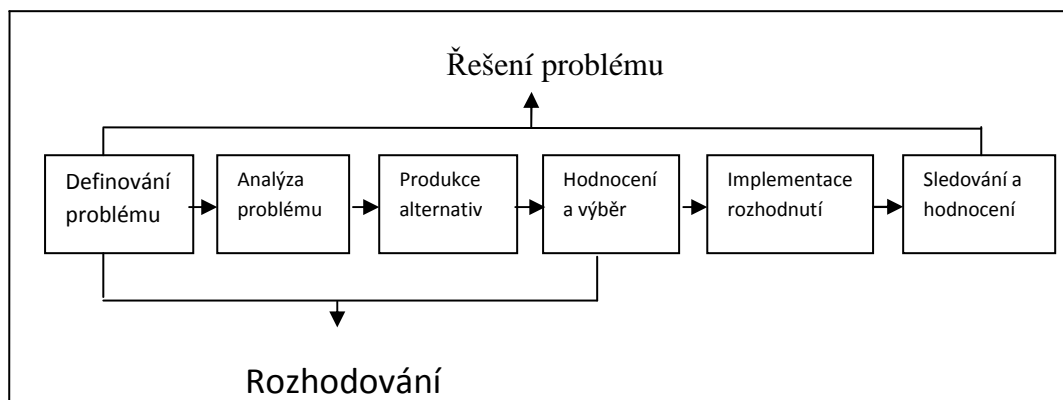 Řešení problému
Definování
problému
Analýza
problému
Produkce
alternativ
Hodnocení
a výběr
Implementace
rozhodnutí
Sledování a
hodnocení
Rozhodování